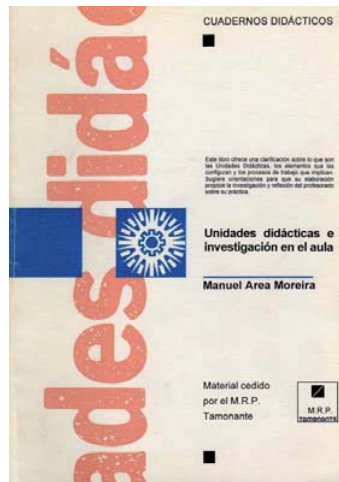 CUADERNOS DIDÁCTICOS
Este libro ofrece una clarificación sobre lo que son
las Unidades Didácticas, los elementos que las
configuran y los procesos de trabajo que implican.
Sugiere orientaciones para que su elaboración
propicie la investigación y reflexión del profesorado
sobre su práctica.
Unidades didácticas e
investigación en el aula
Manuel Area Moreira
Material cedido
por el M.R.P.
Tamonante
M.R.P.
TAMONANTE
ades didác